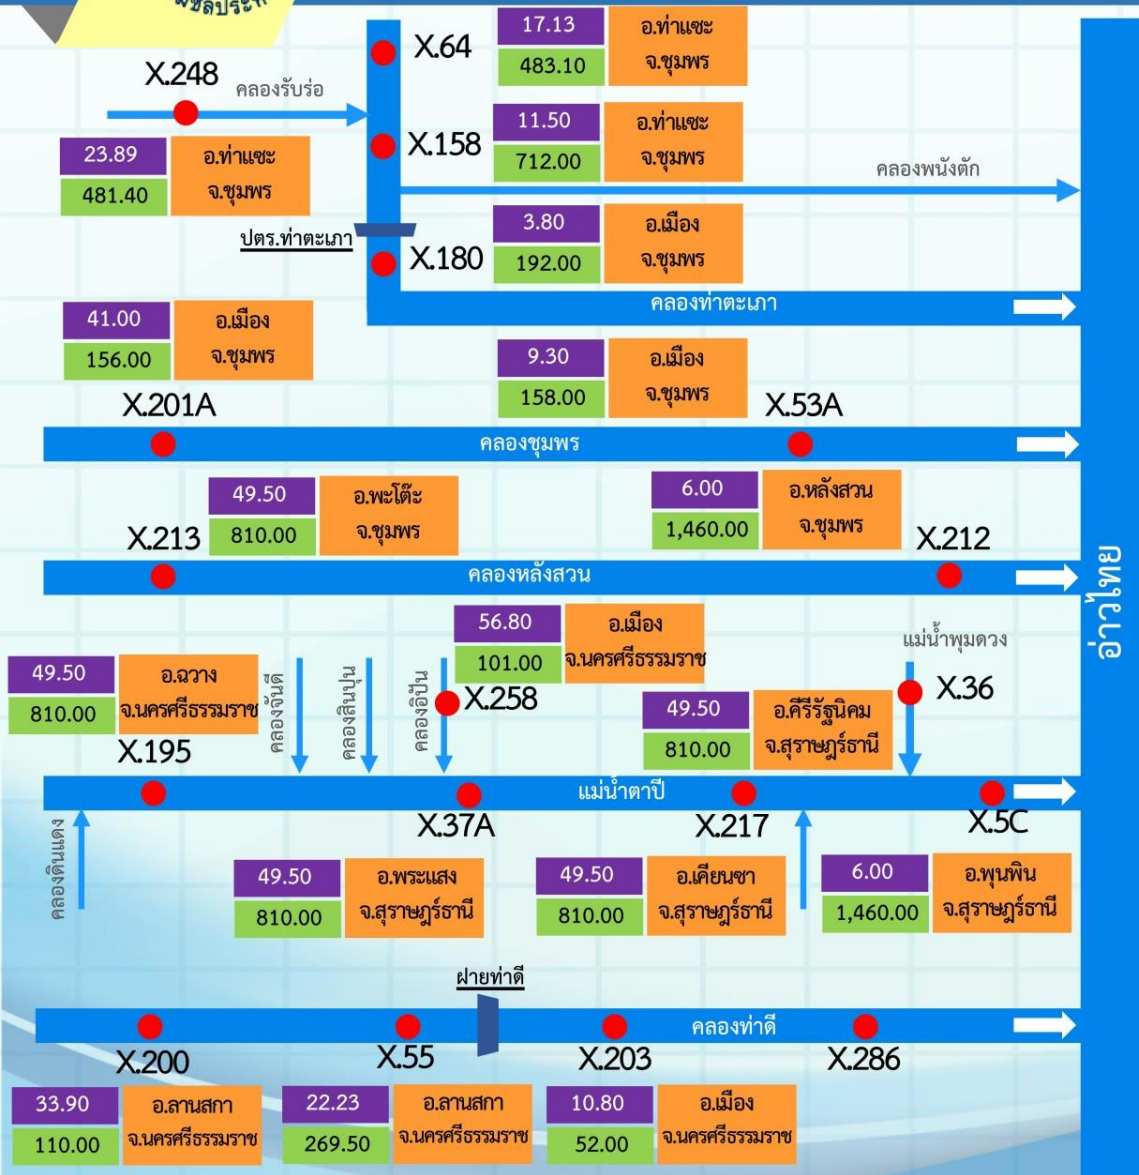 X.64
17.13
483.10
อ.ท่าแซะ
จ.ชุมพร
X.248
คลองรับร่อ
23.89
481.40
อ.ท่าแซะ
จ.ชุมพร
X.158
11.50
712.00
อ.ท่าแซะ
จ.ชุมพร
คลองพนังตัก
ปตร.ท่าตะเภา
X.180
3.80
192.00
อ.เมือง
จ.ชุมพร
คลองท่าตะเภา
41.00
156.00
อ.เมือง
จ.ชุมพร
X.201A
9.30
158.00
อ.เมือง
จ.ชุมพร
X.53A
คลองชุมพร
X.213
49.50
810.00
อ.พะโต๊ะ
จ.ชุมพร
6.00
1,460.00
อ.หลังสวน
จ.ชุมพร
X.212
คลองหลังสวน
อ่าวไทย
49.50
810.00
อ.ฉวาง
จ.นครศรีธรรมราช
X.195
คลองจันดี
คลองสินปุน
คลองอิปัน
56.80
101.00
อ.เมือง
จ.นครศรีธรรมราช
X.258
49.50
810.00
อ.คีรีรัฐนิคม
จ.สุราษฎร์ธานี
แม่น้ำพุมดวง
X.36
แม่น้ำตาปี
X.37A
X.217
X.5C
คลองดินแดง
49.50
810.00
อ.พระแสง
จ.สุราษฎร์ธานี
49.50
810.00
อ.เคียนซา
จ.สุราษฎร์ธานี
6.00
1,460.00
อ.พุนพิน
จ.สุราษฎร์ธานี
ฝายท่าดี
คลองท่าดี
X.200
X.55
X.203
X.286
33.90
110.00
อ.ลานสกา
จ.นครศรีธรรมราช
22.23
269.50
อ.ลานสกา
จ.นครศรีธรรมราช
10.80
52.00
อ.เมือง
จ.นครศรีธรรมราช